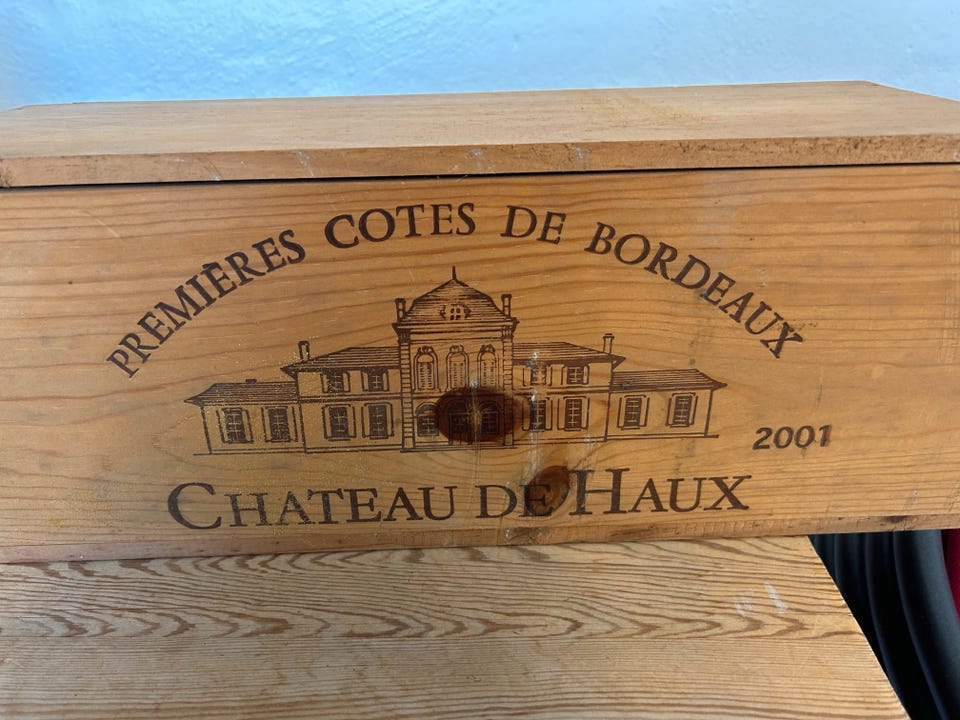 PREMIÈRES COTES DE BORDEAUX
2001
CHATEAU DE HAUX